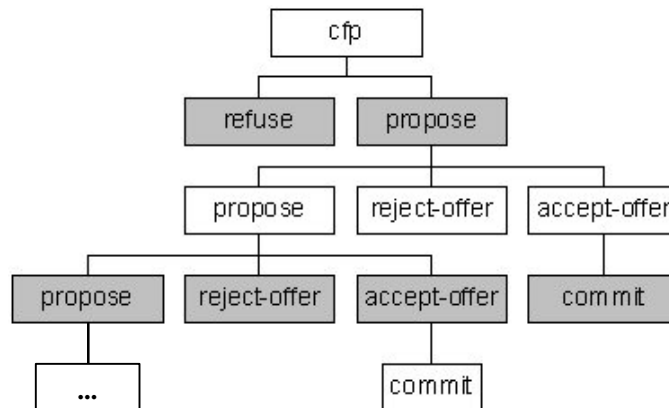 cfp
refuse propose
propose reject-offer accept-offer
propose reject-offer accept-offer commit
... commit